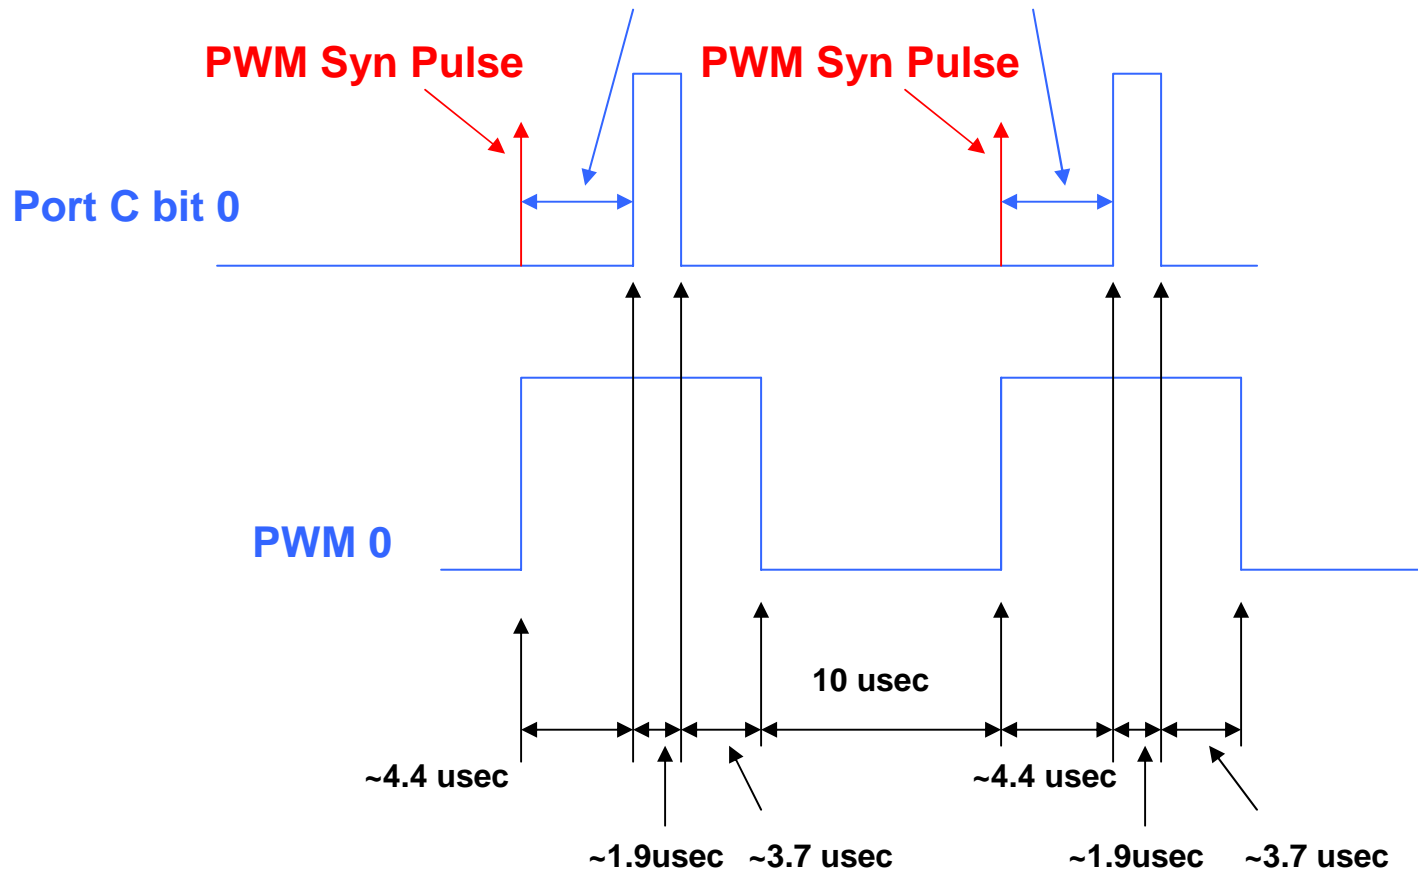 PWM Syn Pulse
PWM Syn Pulse
Port C bit 0
PWM 0
10 usec
~4.4 usec
~4.4 usec
~1.9usec
~3.7 usec
~1.9usec
~3.7 usec